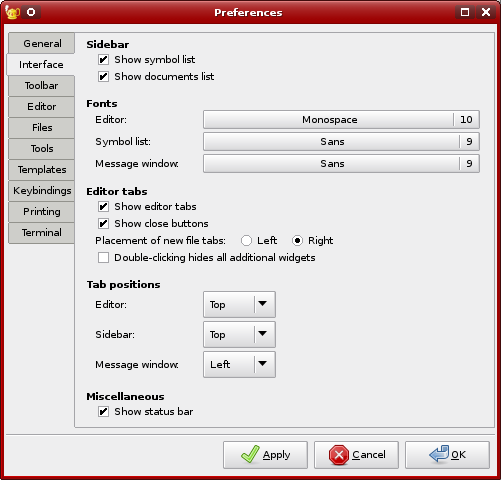 Preferences
General
Interface
Toolbar
Editor
Files
Tools
Templates
Keybindings
Printing
Terminal
Sidebar
Show symbol list
Show documents list
Fonts
Editor: Monospace 10
Symbol list: Sans 9
Message window: Sans 9
Editor tabs
Show editor tabs
Show close buttons
Placement of new file tabs: Left Right
Double-clicking hides all additional widgets
Tab positions
Editor: Top
Sidebar: Top
Message window: Left
Miscellaneous
Show status bar
Apply Cancel OK